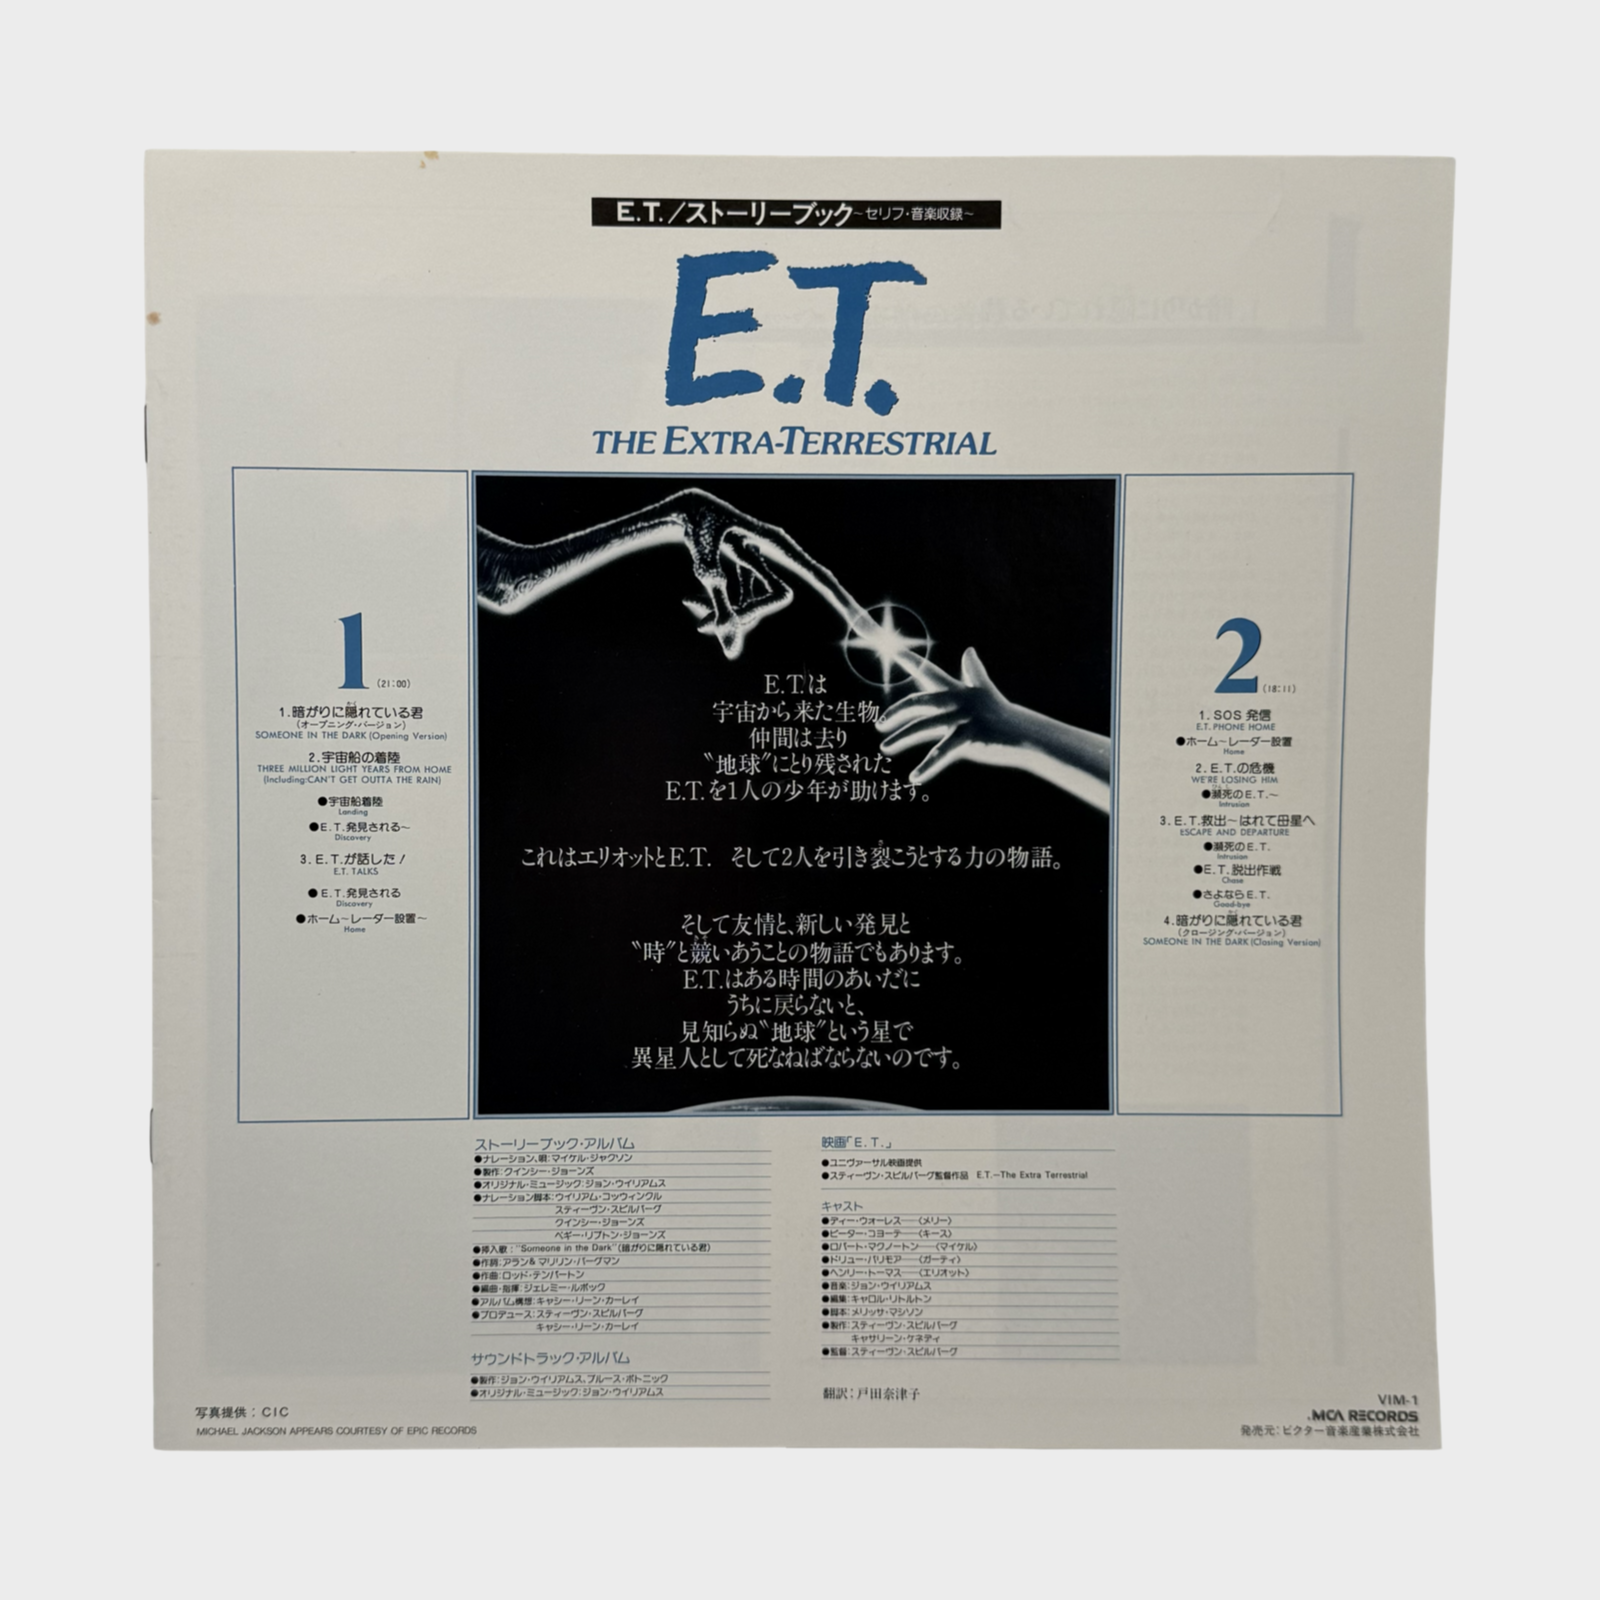 E.T./ストーリーブック~セリフ・音楽収録~
E.T.
THE EXTRA-TERRESTRIAL
1 (21:00)
1.暗がりに隠れている君
(オープニング・バージョン)
SOMEONE IN THE DARK (Opening Version)
2.宇宙船の着陸
THREE MILLION LIGHT YEARS FROM HOME
(Including:CAN'T GET OUTTA THE RAIN)
●宇宙船着陸
Landing
●E.T.発見される~
Discovery
3.E.T.が話した!
E.T. TALKS
●E.T.発見される
Discovery
●ホーム~レーダー設置~
Home
E.T.は
宇宙から来た生物。
仲間は去り
〝地球〞にとり残された
E.T.を1人の少年が助けます。
これはエリオットとE.T. そして2人を引き裂こうとする力の物語。
そして友情と、新しい発見と
〝時〞と競いあうことの物語でもあります。
E.T.はある時間のあいだに
うちに戻らないと、
見知らぬ〝地球〞という星で
異星人として死なねばならないのです。
2 (18:11)
1.SOS発信
E.T. PHONE HOME
●ホーム~レーダー設置
Home
2.E.T.の危機
WE'RE LOSING HIM
●瀕死のE.T.~
Intrusion
3.E.T.救出~はれて母星へ
ESCAPE AND DEPARTURE
●瀕死のE.T.
Intrusion
●E.T.脱出作戦
Chase
●さよならE.T.
Good-bye
4.暗がりに隠れている君
(クロージング・バージョン)
SOMEONE IN THE DARK (Closing Version)
ストーリーブック・アルバム
●ナレーション、唄:マイケル・ジャクソン
●製作:クインシー・ジョーンズ
●オリジナル・ミュージック:ジョン・ウイリアムス
●ナレーション脚本:ウイリアム・コッウィンクル
スティーヴン・スピルバーグ
クインシー・ジョーンズ
ペギー・リプトン・ジョーンズ
●挿入歌:"Someone in the Dark"(暗がりに隠れている君)
●作詞:アラン&マリリン・バーグマン
●作曲:ロッド・テンパートン
●編曲・指揮:ジェレミー・ルボック
●アルバム構想:キャシー・リーン・カーレイ
●プロデュース:スティーヴン・スピルバーグ
キャシー・リーン・カーレイ
サウンドトラック・アルバム
●製作:ジョン・ウイリアムス、ブルース・ボトニック
●オリジナル・ミュージック:ジョン・ウイリアムス
映画「E.T.」
●ユニヴァーサル映画提供
●スティーヴン・スピルバーグ監督作品 E.T.—The Extra Terrestrial
キャスト
●ディー・ウォーレス——〈メリー〉
●ピーター・コヨーテ——〈キース〉
●ロバート・マクノートン——〈マイケル〉
●ドリュー・バリモア——〈ガーティ〉
●ヘンリー・トーマス——〈エリオット〉
●音楽:ジョン・ウイリアムス
●編集:キャロル・リトルトン
●脚本:メリッサ・マシソン
●製作:スティーヴン・スピルバーグ
キャサリーン・ケネディ
●監督:スティーヴン・スピルバーグ
翻訳:戸田奈津子
写真提供:CIC
MICHAEL JACKSON APPEARS COURTESY OF EPIC RECORDS
VIM-1
MCA RECORDS
発売元:ビクター音楽産業株式会社